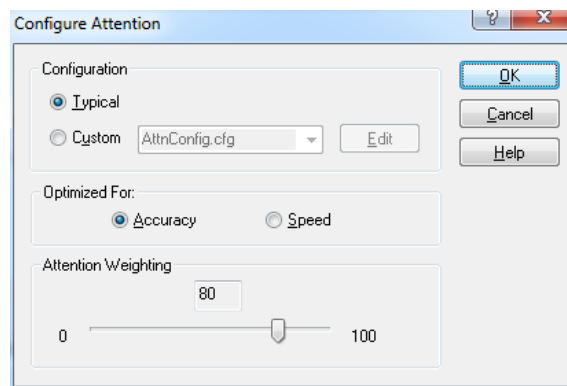 Configure Attention
?
X
Configuration
Typical
Custom
AttnConfig.cfg
Edit
OK
Cancel
Help
Optimized For:
Accuracy
Speed
Attention Weighting
80
0
100